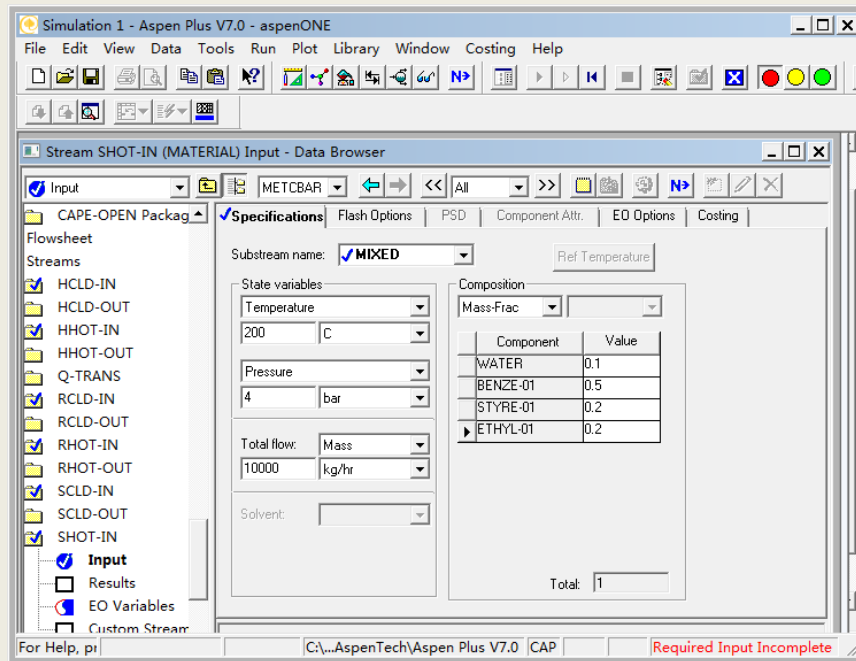 Simulation 1 - Aspen Plus V7.0 - aspenONE
File Edit View Data Tools Run Plot Library Window Costing Help
N>
Stream SHOT-IN (MATERIAL) Input - Data Browser
Input METCBAR << All >> N>
CAPE-OPEN Packag
Flowsheet
Streams
HCLD-IN
HCLD-OUT
HHOT-IN
HHOT-OUT
Q-TRANS
RCLD-IN
RCLD-OUT
RHOT-IN
RHOT-OUT
SCLD-IN
SCLD-OUT
SHOT-IN
Input
Results
EO Variables
Custom Stream
Specifications Flash Options PSD Component Attr. EO Options Costing
Substream name: MIXED Ref Temperature
State variables
Temperature
200 C
Pressure
4 bar
Total flow: Mass
10000 kg/hr
Solvent:
Composition
Mass-Frac
Component Value
WATER 0.1
BENZE-01 0.5
STYRE-01 0.2
ETHYL-01 0.2
Total: 1
For Help, pr C:\...AspenTech\Aspen Plus V7.0 CAP Required Input Incomplete